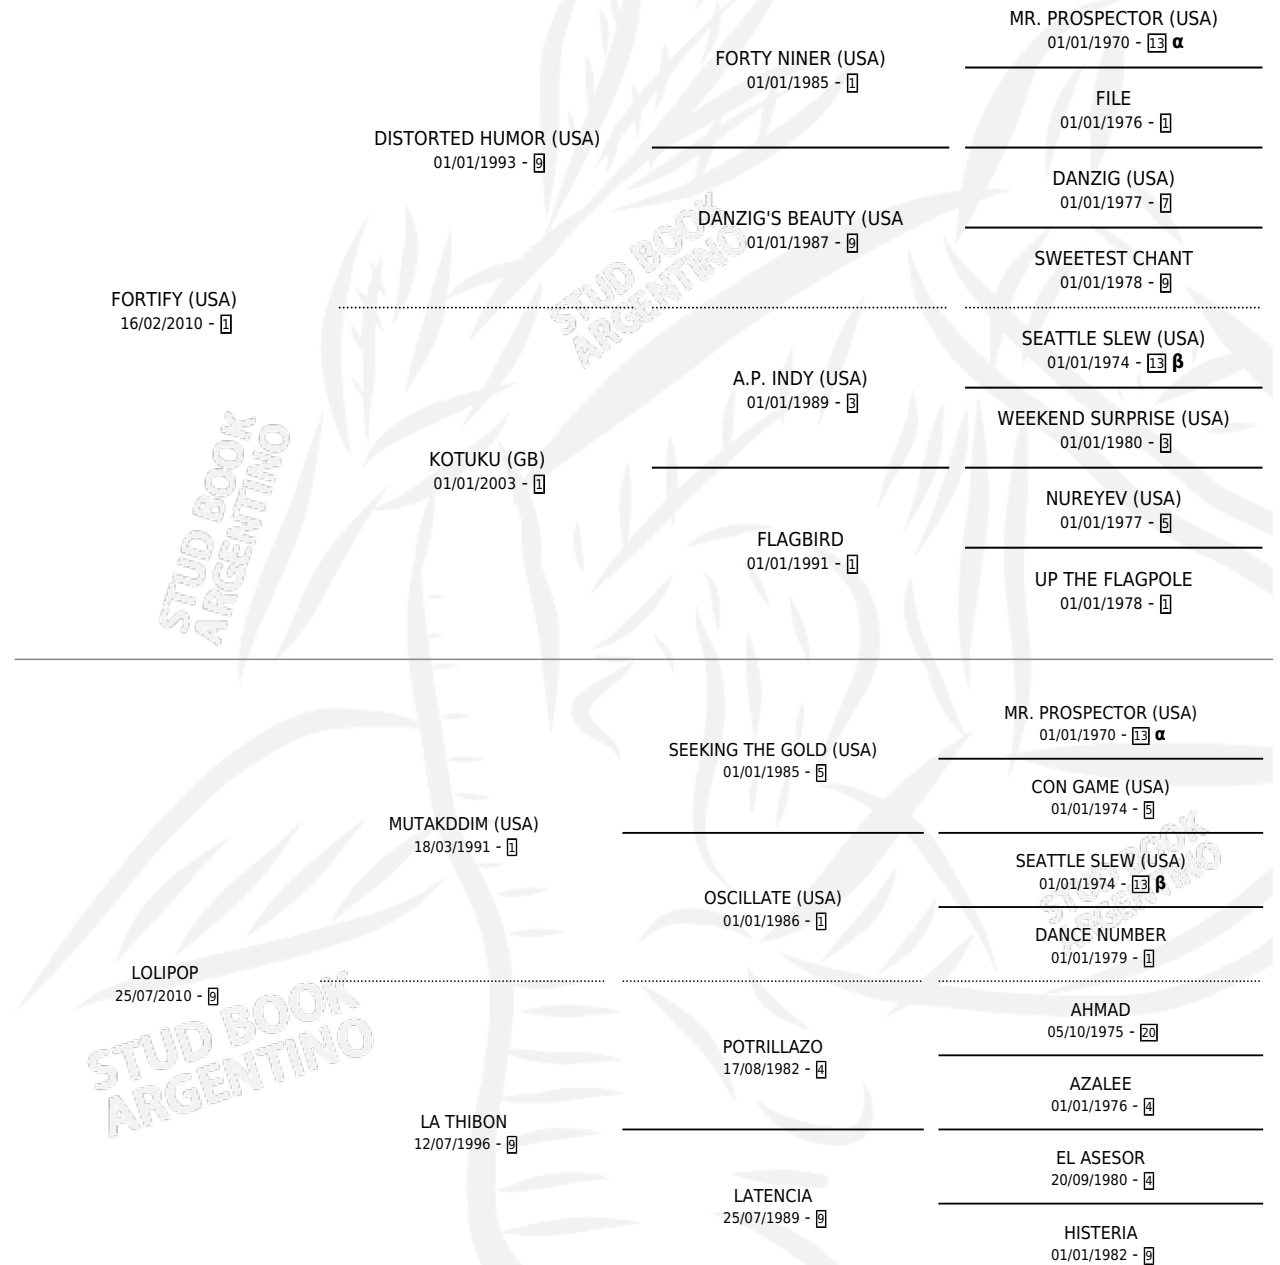 MR. PROSPECTOR (USA)
01/01/1970 - 13 α
FORTY NINER (USA)
01/01/1985 - 1
FILE
01/01/1976 - 1
DISTORTED HUMOR (USA)
01/01/1993 - 9
DANZIG (USA)
01/01/1977 - 7
DANZIG'S BEAUTY (USA
01/01/1987 - 9
SWEETEST CHANT
01/01/1978 - 9
STUD BOOK
ARGENTINO
FORTIFY (USA)
16/02/2010 - 1
SEATTLE SLEW (USA)
01/01/1974 - 13 β
A.P. INDY (USA)
01/01/1989 - 3
WEEKEND SURPRISE (USA)
01/01/1980 - 3
KOTUKU (GB)
01/01/2003 - 1
NUREYEV (USA)
01/01/1977 - 5
FLAGBIRD
01/01/1991 - 1
UP THE FLAGPOLE
01/01/1978 - 1
STUD BOOK
ARGENTINO
MR. PROSPECTOR (USA)
01/01/1970 - 13 α
SEEKING THE GOLD (USA)
01/01/1985 - 5
CON GAME (USA)
01/01/1974 - 5
MUTAKDDIM (USA)
18/03/1991 - 1
SEATTLE SLEW (USA)
01/01/1974 - 13 β
OSCILLATE (USA)
01/01/1986 - 1
DANCE NUMBER
01/01/1979 - 1
STUD BOOK
ARGENTINO
LOLIPOP
25/07/2010 - 9
AHMAD
05/10/1975 - 20
POTRILLAZO
17/08/1982 - 4
AZALEE
01/01/1976 - 4
LA THIBON
12/07/1996 - 9
EL ASESOR
20/09/1980 - 4
LATENCIA
25/07/1989 - 9
HISTERIA
01/01/1982 - 9
STUD BOOK
ARGENTINO